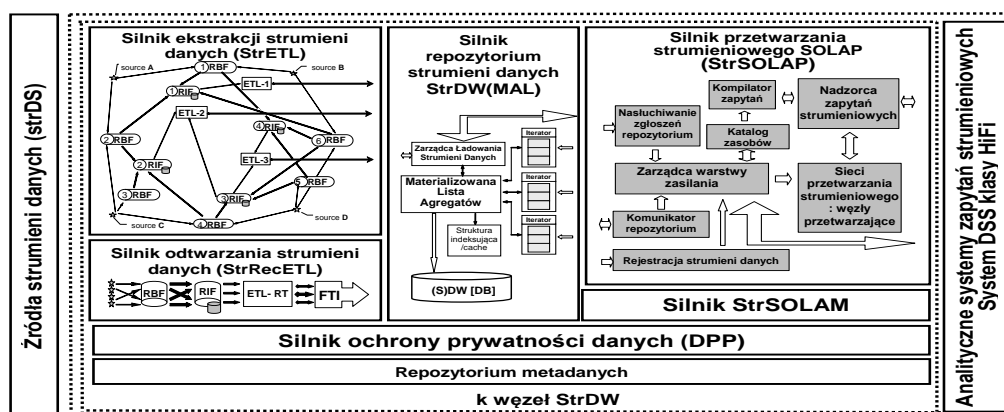 Źródła strumieni danych (strDS)
Silnik ekstrakcji strumieni
danych (StrETL)
source A
source B
1 RBF
1 RIF
ETL-1
ETL-2
2 RBF
4 RIF
6 RBF
2 RIF
ETL-3
3 RBF
3 RIF
5 RBF
4 RBF
source C
source D
Silnik odtwarzania strumieni
danych (StrRecETL)
RBF
RIF
ETL- RT
FTI
Silnik
repozytorium
strumieni danych
StrDW(MAL)
Zarządca Ładowania
Strumieni Danych
Materializowana
Lista
Agregatów
Struktura
indeksująca
/cache
(S)DW [DB]
Iterator
Iterator
Iterator
Silnik przetwarzania
strumieniowego SOLAP
(StrSOLAP)
Kompilator
zapytań
Nadzorca
zapytań
strumieniowych
Nasłuchiwanie
zgłoszeń
repozytorium
Katalog
zasobów
Zarządca warstwy
zasilania
Sieci
przetwarzania
strumieniowego
: węzły
przetwarzające
Komunikator
repozytorium
Rejestracja strumieni danych
Silnik StrSOLAM
Silnik ochrony prywatności danych (DPP)
Repozytorium metadanych
k węzeł StrDW
Analityczne systemy zapytań strumieniowych
System DSS klasy HiFi